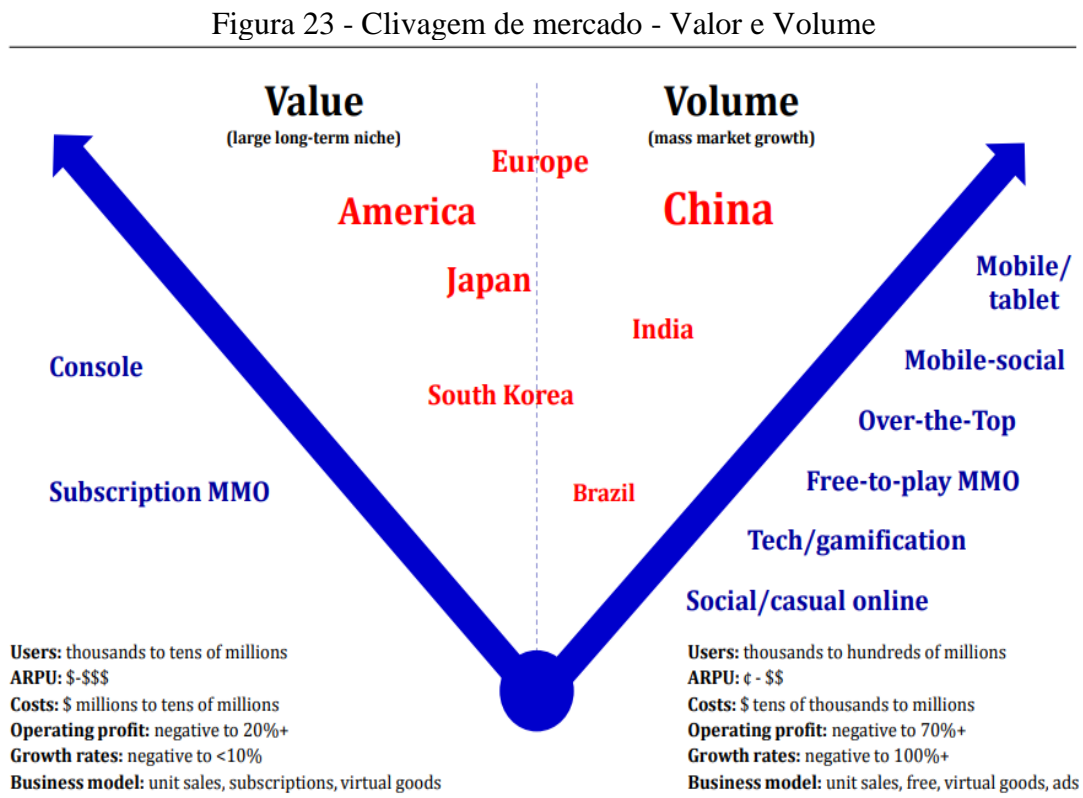 Figura 23 - Clivagem de mercado - Valor e Volume
Value
(large long-term niche)
Volume
(mass market growth)
Europe
America
China
Japan
Mobile/
tablet
India
Console
Mobile-social
South Korea
Over-the-Top
Subscription MMO
Brazil
Free-to-play MMO
Tech/gamification
Social/casual online
Users: thousands to tens of millions
ARPU: $-$$$
Costs: $ millions to tens of millions
Operating profit: negative to 20%+
Growth rates: negative to <10%
Business model: unit sales, subscriptions, virtual goods
Users: thousands to hundreds of millions
ARPU: ¢ - $$
Costs: $ tens of thousands to millions
Operating profit: negative to 70%+
Growth rates: negative to 100%+
Business model: unit sales, free, virtual goods, ads